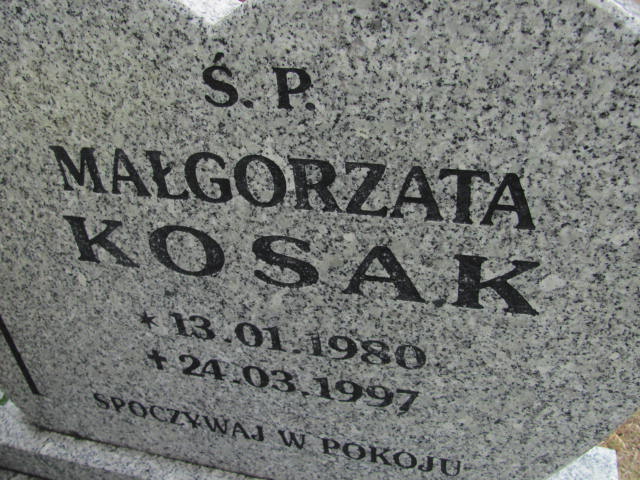 Ś. P.
MAŁGORZATA
KOSAK
* 13.01.1980
+ 24.03.1997
SPOCZYWAJ W POKOJU